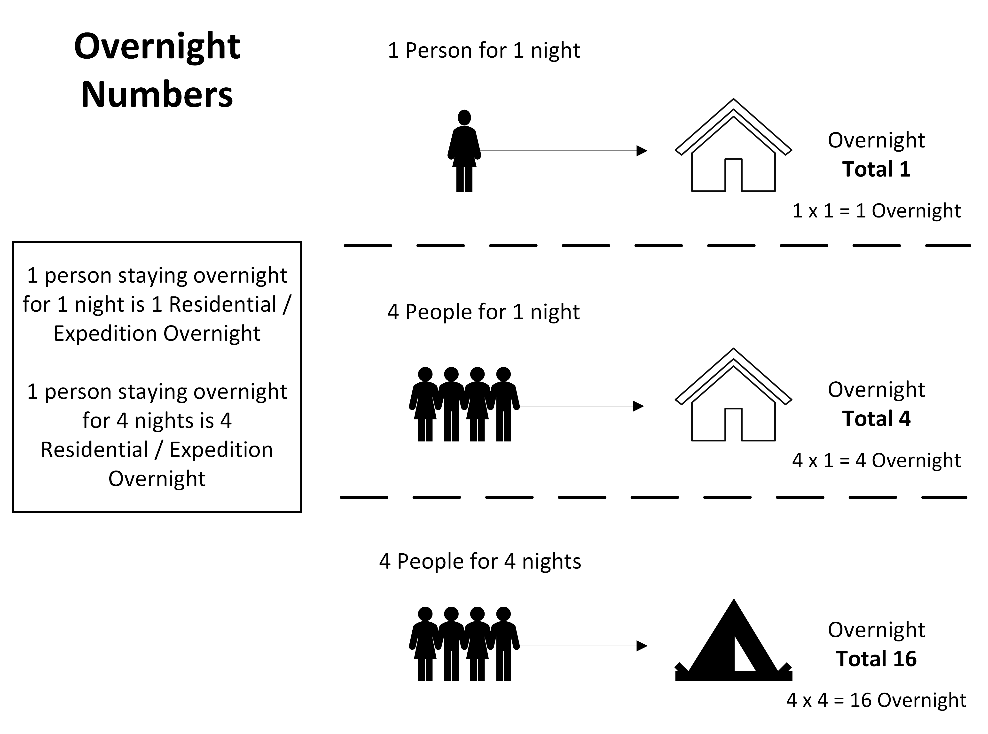 Overnight
Numbers
1 person staying overnight
for 1 night is 1 Residential /
Expedition Overnight
1 person staying overnight
for 4 nights is 4
Residential / Expedition
Overnight
1 Person for 1 night
Overnight
Total 1
1 x 1 = 1 Overnight
4 People for 1 night
Overnight
Total 4
4 x 1 = 4 Overnight
4 People for 4 nights
Overnight
Total 16
4 x 4 = 16 Overnight